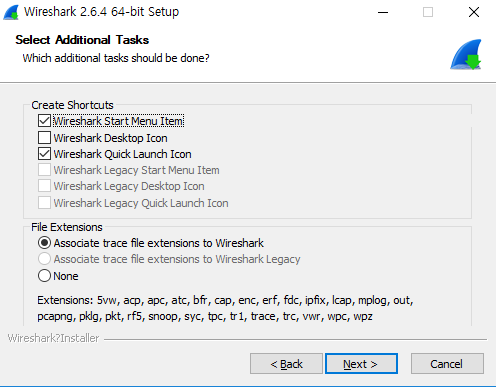 Wireshark 2.6.4 64-bit Setup
Select Additional Tasks
Which additional tasks should be done?
Create Shortcuts
Wireshark Start Menu Item
Wireshark Desktop Icon
Wireshark Quick Launch Icon
Wireshark Legacy Start Menu Item
Wireshark Legacy Desktop Icon
Wireshark Legacy Quick Launch Icon
File Extensions
Associate trace file extensions to Wireshark
Associate trace file extensions to Wireshark Legacy
None
Extensions: 5vw, acp, apc, atc, bfr, cap, enc, erf, fdc, ipfix, lcap, mplog, out,
pcapng, pklg, pkt, rf5, snoop, syc, tpc, tr1, trace, trc, vwr, wpc, wpz
Wireshark?Installer
< Back Next > Cancel